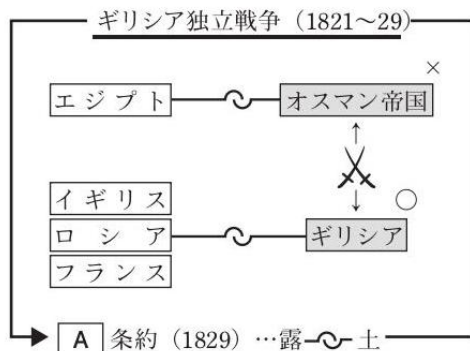 ギリシア独立戦争（1821〜29）
×
エジプト オスマン帝国
イギリス
○
ロシア ギリシア
フランス
A 条約（1829）…露 土